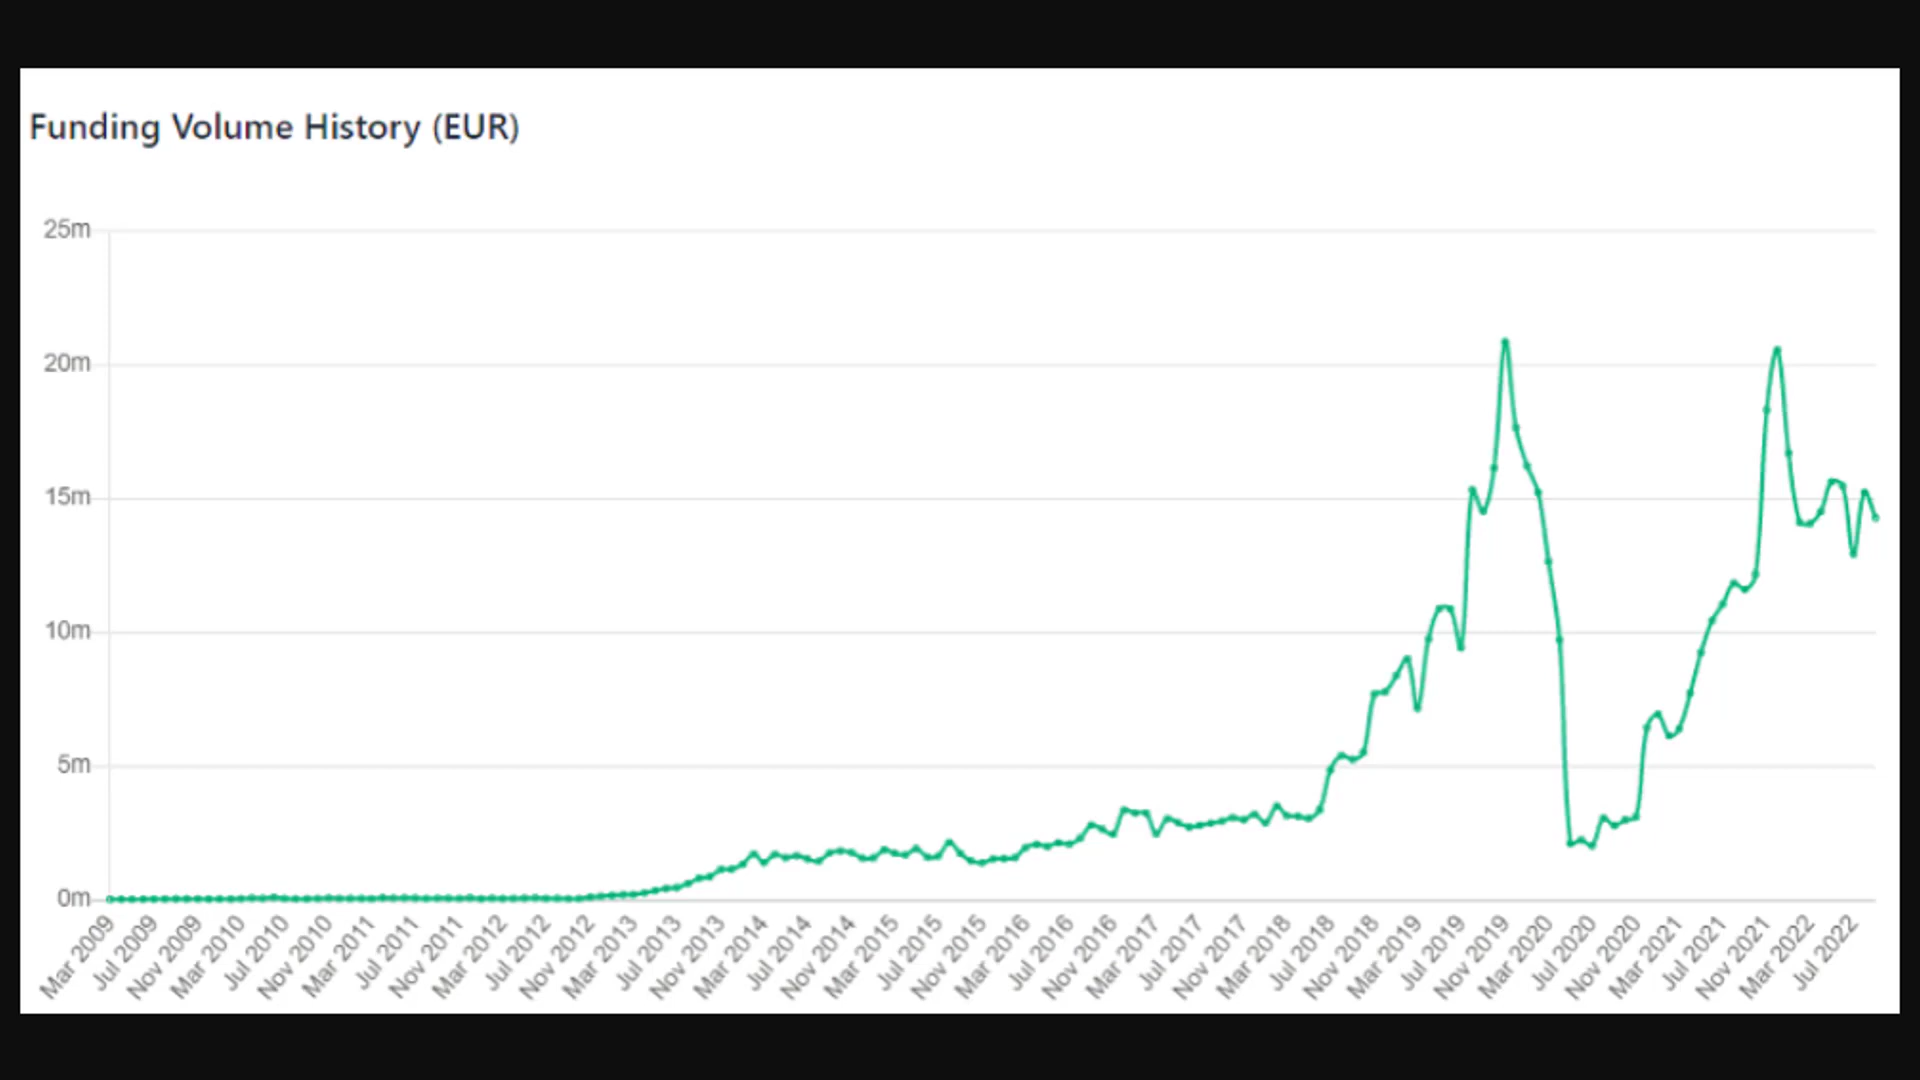 Funding Volume History (EUR)
25m
20m
15m
10m
5m
0m
Mar 2009
Jul 2009
Nov 2009
Mar 2010
Jul 2010
Nov 2010
Mar 2011
Jul 2011
Nov 2011
Mar 2012
Jul 2012
Nov 2012
Mar 2013
Jul 2013
Nov 2013
Mar 2014
Jul 2014
Nov 2014
Mar 2015
Jul 2015
Nov 2015
Mar 2016
Jul 2016
Nov 2016
Mar 2017
Jul 2017
Nov 2017
Mar 2018
Jul 2018
Nov 2018
Mar 2019
Jul 2019
Nov 2019
Mar 2020
Jul 2020
Nov 2020
Mar 2021
Jul 2021
Nov 2021
Mar 2022
Jul 2022